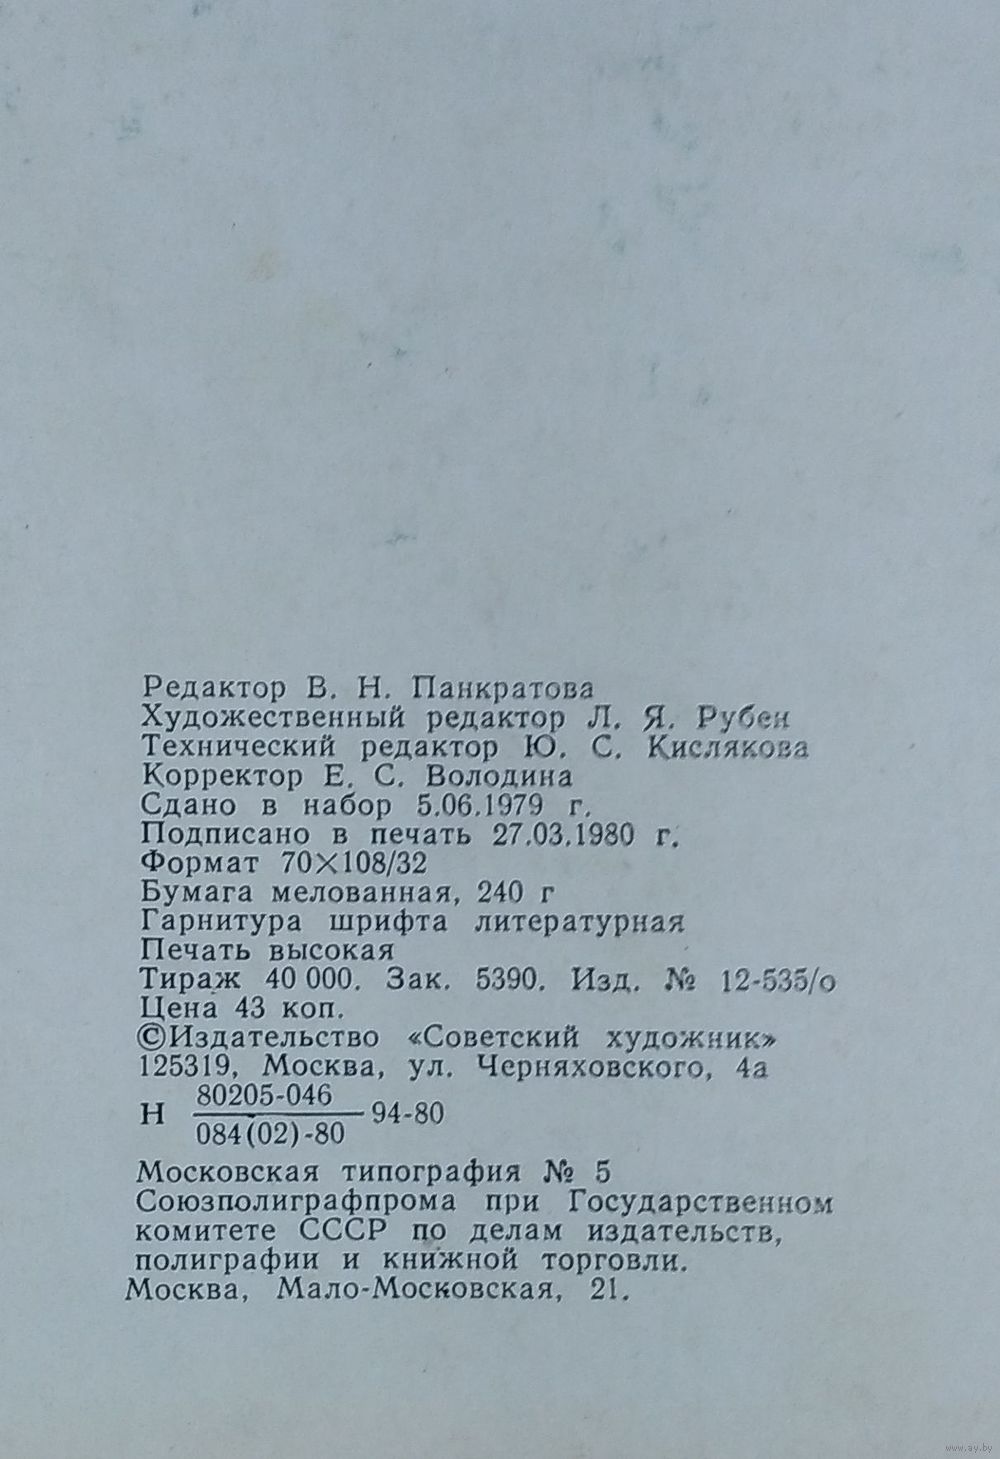 Редактор В. Н. Панкратова
Художественный редактор Л. Я. Рубен
Технический редактор Ю. С. Кислякова
Корректор Е. С. Володина
Сдано в набор 5.06.1979 г.
Подписано в печать 27.03.1980 г.
Формат 70×108/32
Бумага мелованная, 240 г
Гарнитура шрифта литературная
Печать высокая
Тираж 40 000. Зак. 5390. Изд. № 12-535/о
Цена 43 коп.
©Издательство «Советский художник»
125319, Москва, ул. Черняховского, 4а
80205-046
Н 94-80
084(02)-80
Московская типография № 5
Союзполиграфпрома при Государственном
комитете СССР по делам издательств,
полиграфии и книжной торговли.
Москва, Мало-Московская, 21.
www.ay.by